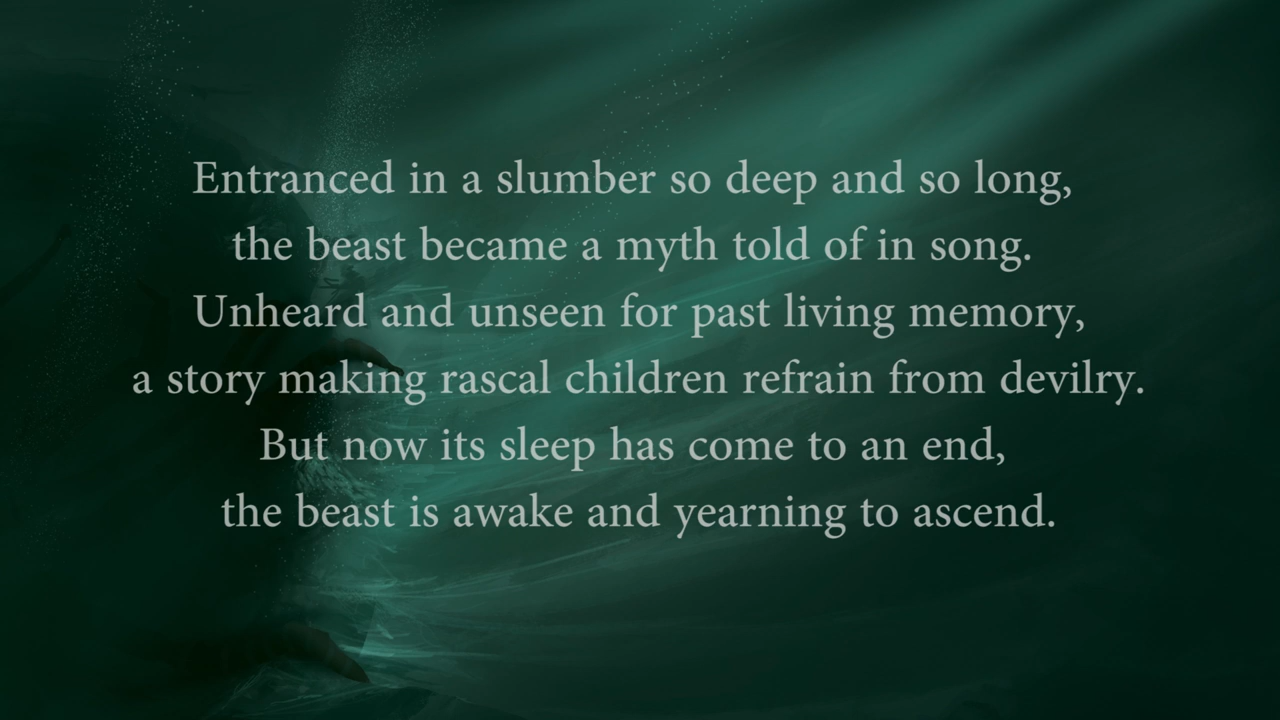 Entranced in a slumber so deep and so long,
the beast became a myth told of in song.
Unheard and unseen for past living memory,
a story making rascal children refrain from devilry.
But now its sleep has come to an end,
the beast is awake and yearning to ascend.